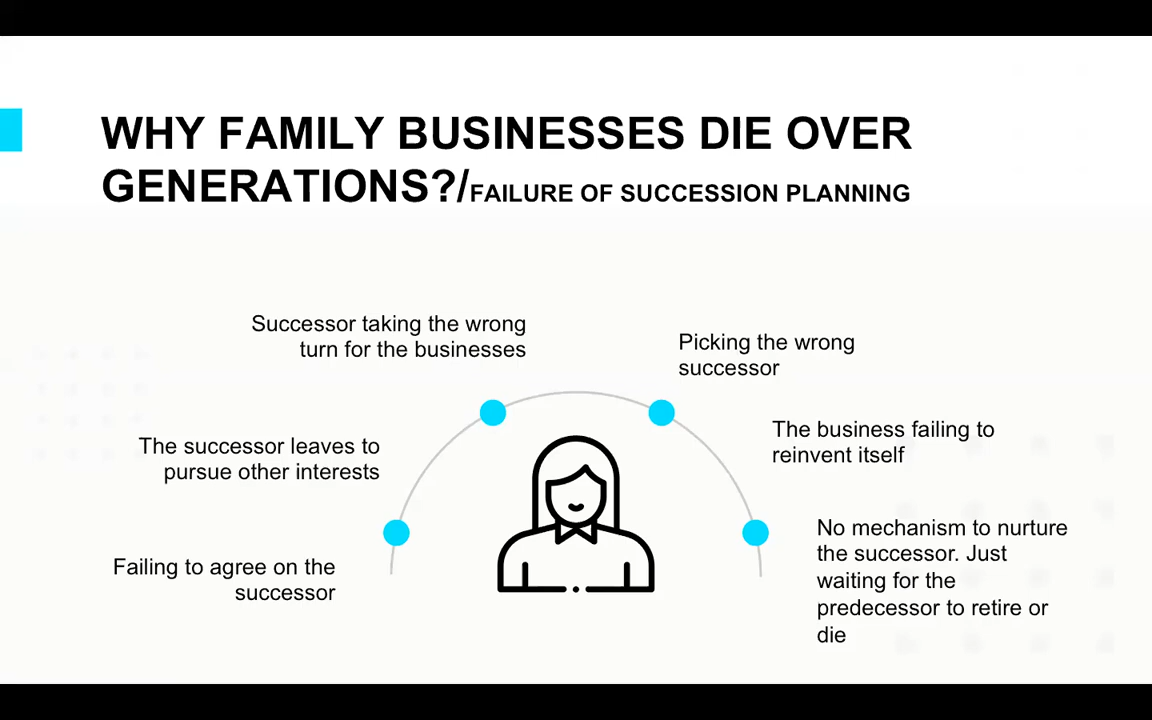 WHY FAMILY BUSINESSES DIE OVER
GENERATIONS?/FAILURE OF SUCCESSION PLANNING
Successor taking the wrong
turn for the businesses
Picking the wrong
successor
The successor leaves to
pursue other interests
The business failing to
reinvent itself
Failing to agree on the
successor
No mechanism to nurture
the successor. Just
waiting for the
predecessor to retire or
die